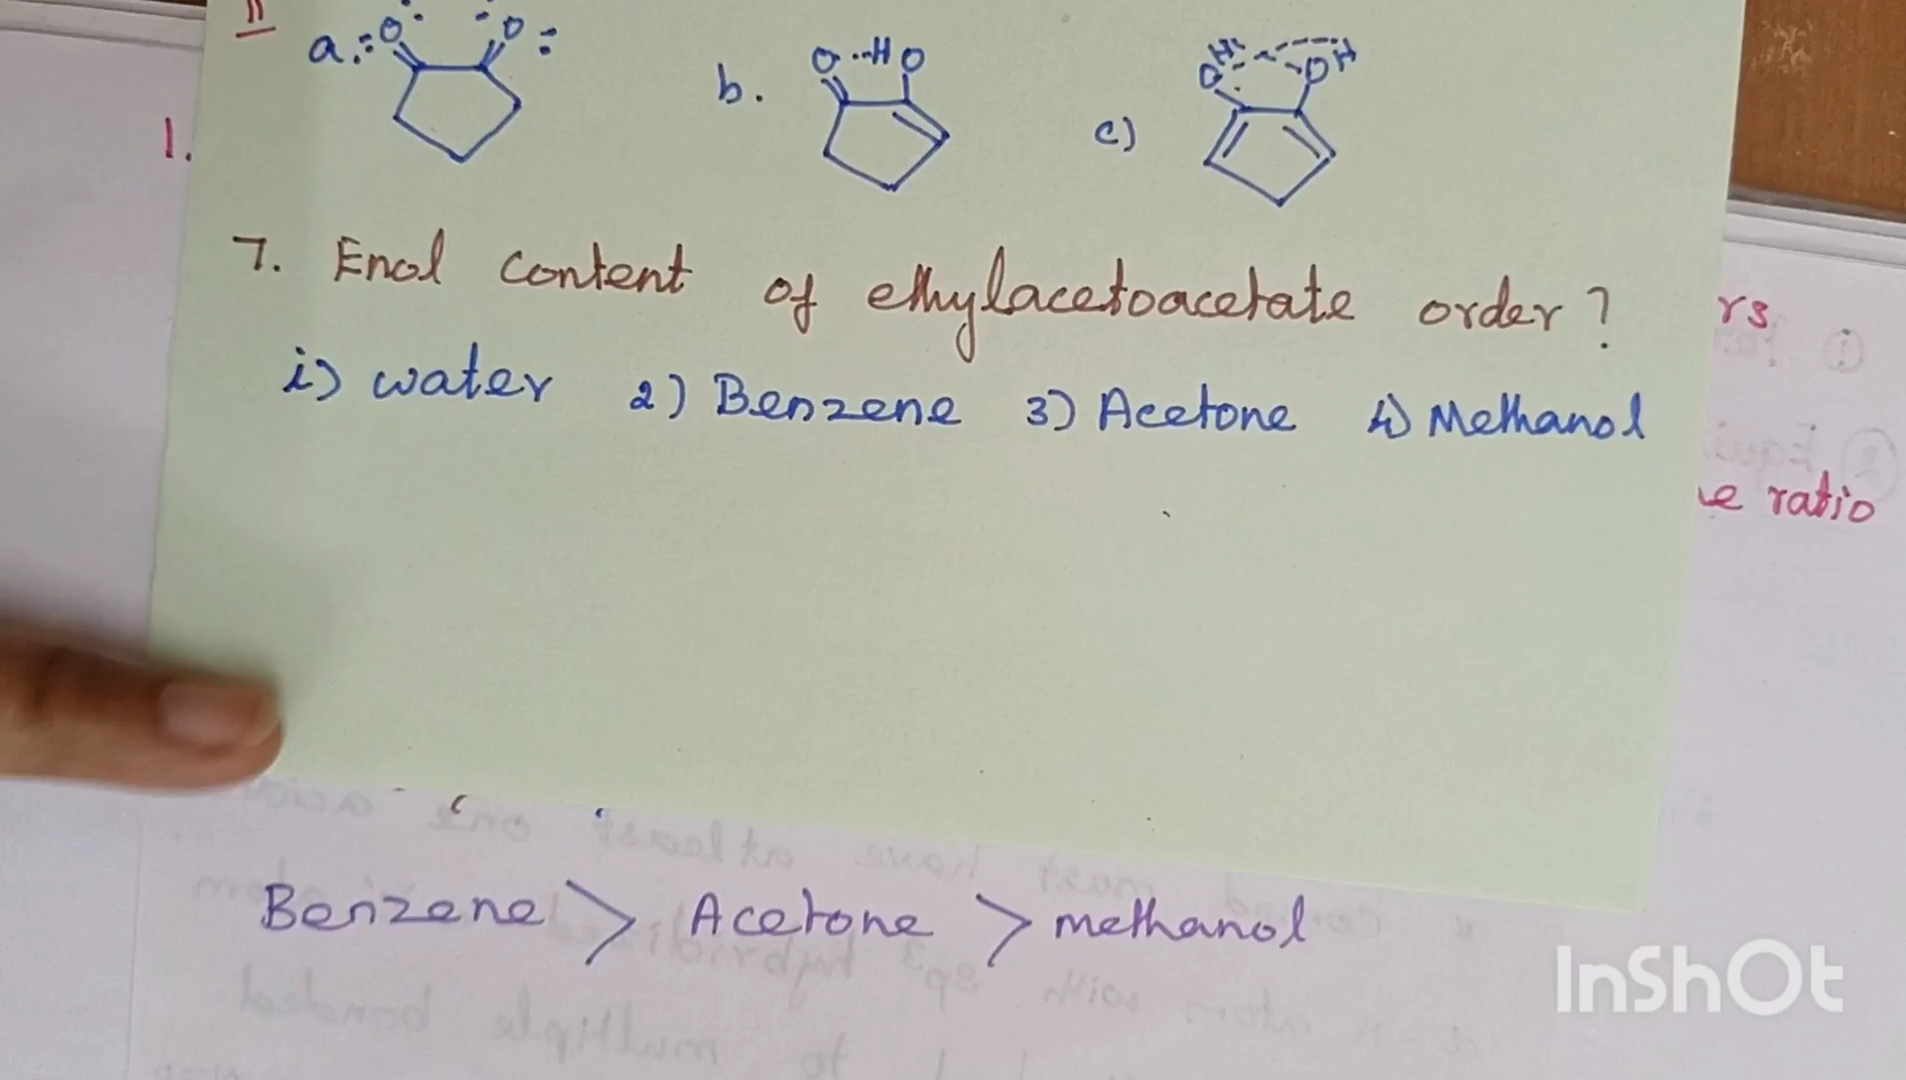 11
a. :O: :O:
b. O H O
c) H O O H
1.
7. Enol content of ethylacetoacetate order?
i) water 2) Benzene 3) Acetone 4) Methanol
rs
ratio
Benzene > Acetone > methanol
InShOt